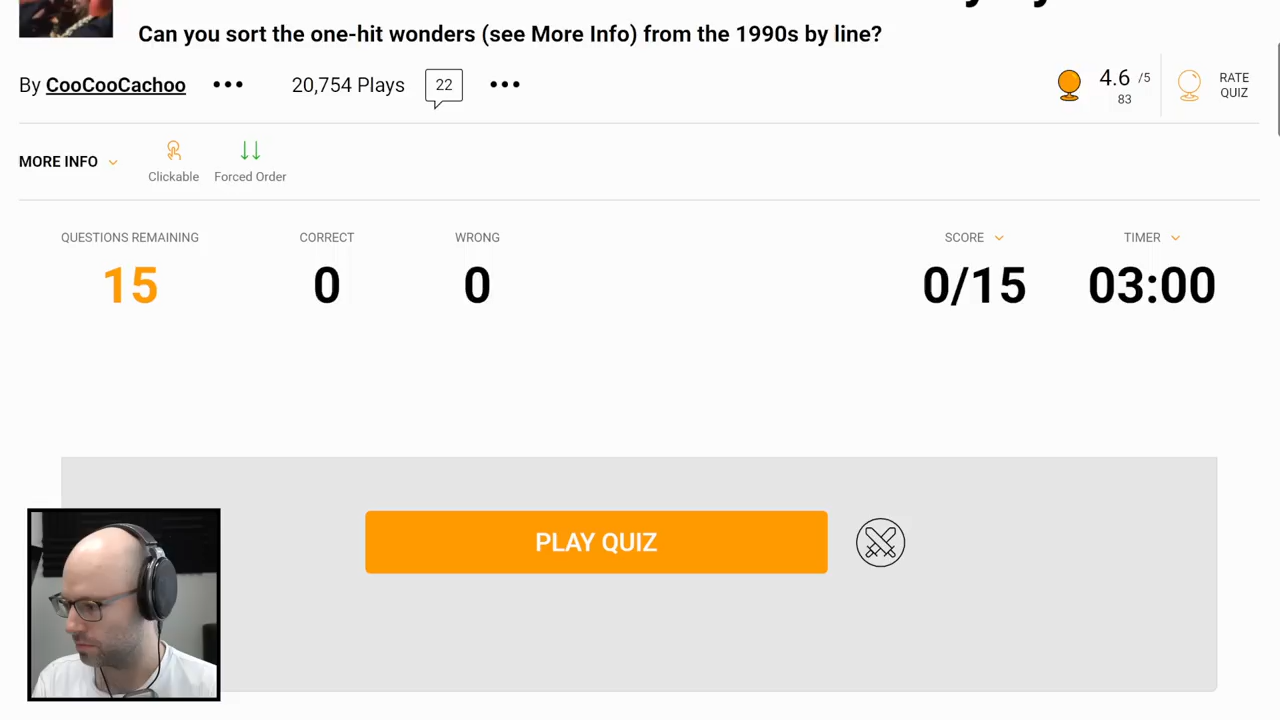 Can you sort the one-hit wonders (see More Info) from the 1990s by line?
By CooCooCachoo ••• 20,754 Plays 22 ••• 4.6 /5 83 RATE QUIZ
MORE INFO Clickable Forced Order
QUESTIONS REMAINING CORRECT WRONG SCORE TIMER
15 0 0 0/15 03:00
PLAY QUIZ